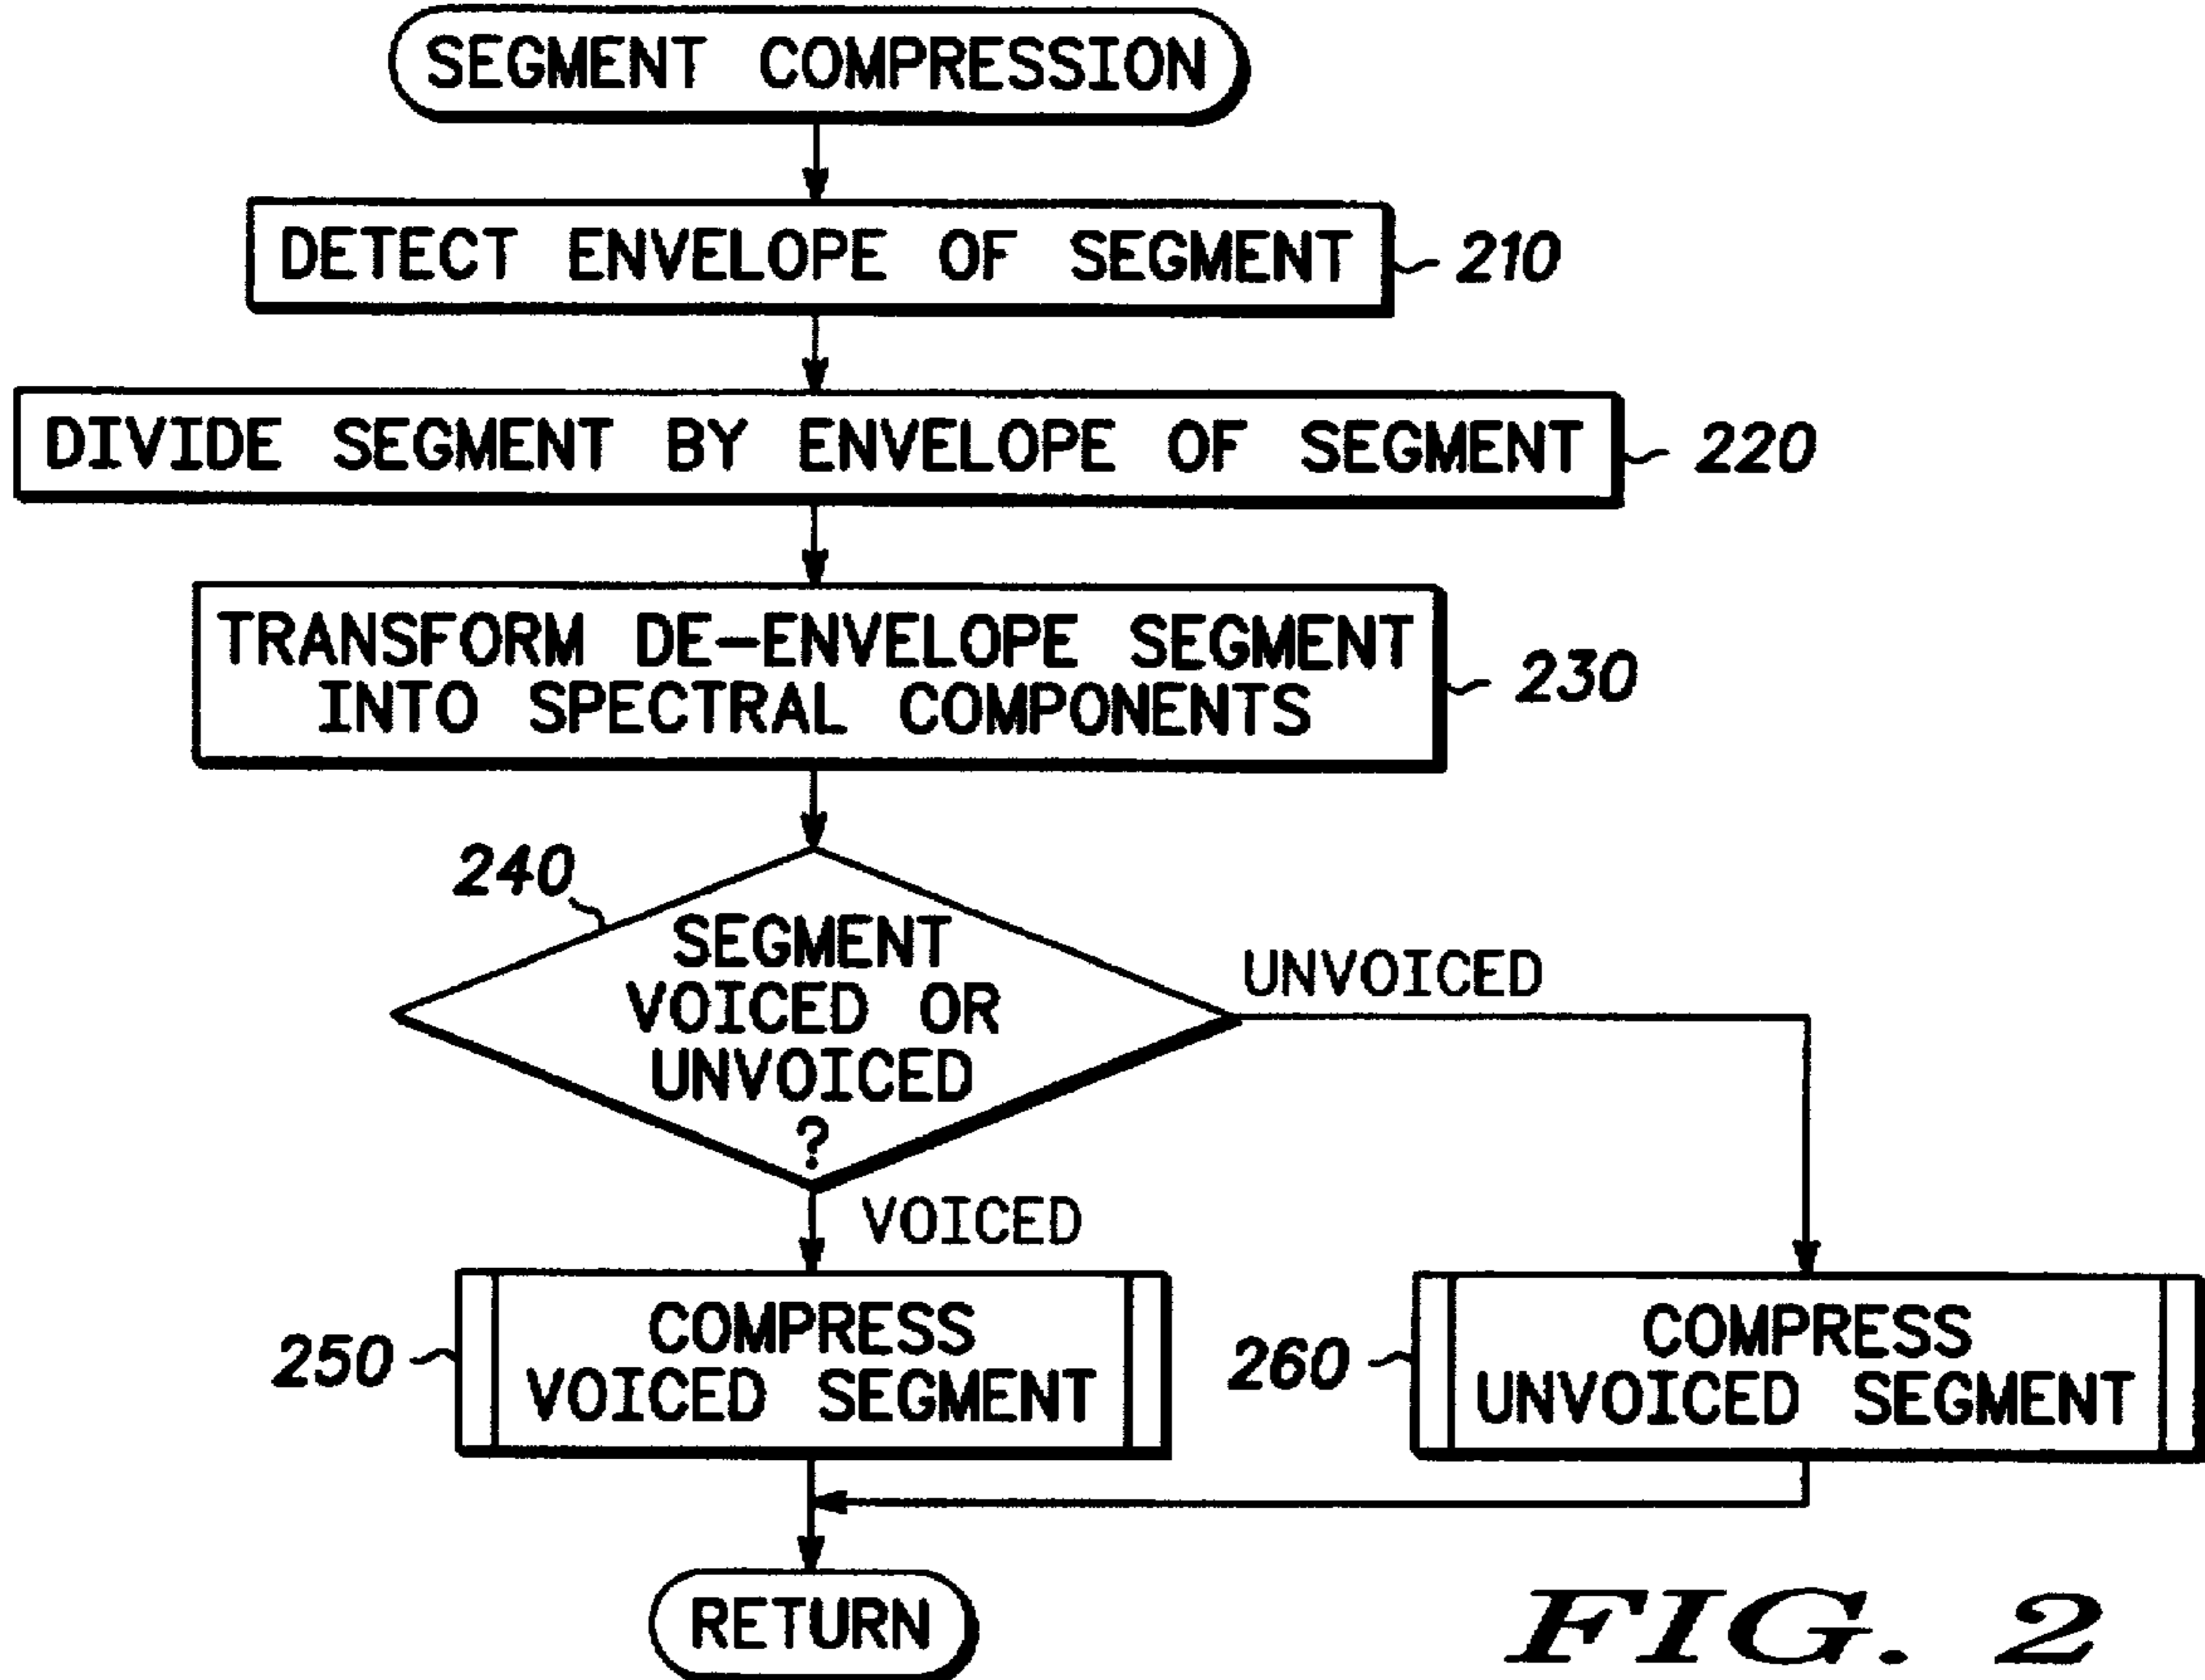 SEGMENT COMPRESSION
DETECT ENVELOPE OF SEGMENT
210
DIVIDE SEGMENT BY ENVELOPE OF SEGMENT
220
TRANSFORM DE-ENVELOPE SEGMENT
INTO SPECTRAL COMPONENTS
230
240
SEGMENT
VOICED OR
UNVOICED
?
UNVOICED
VOICED
250
COMPRESS
VOICED SEGMENT
260
COMPRESS
UNVOICED SEGMENT
RETURN
FIG. 2